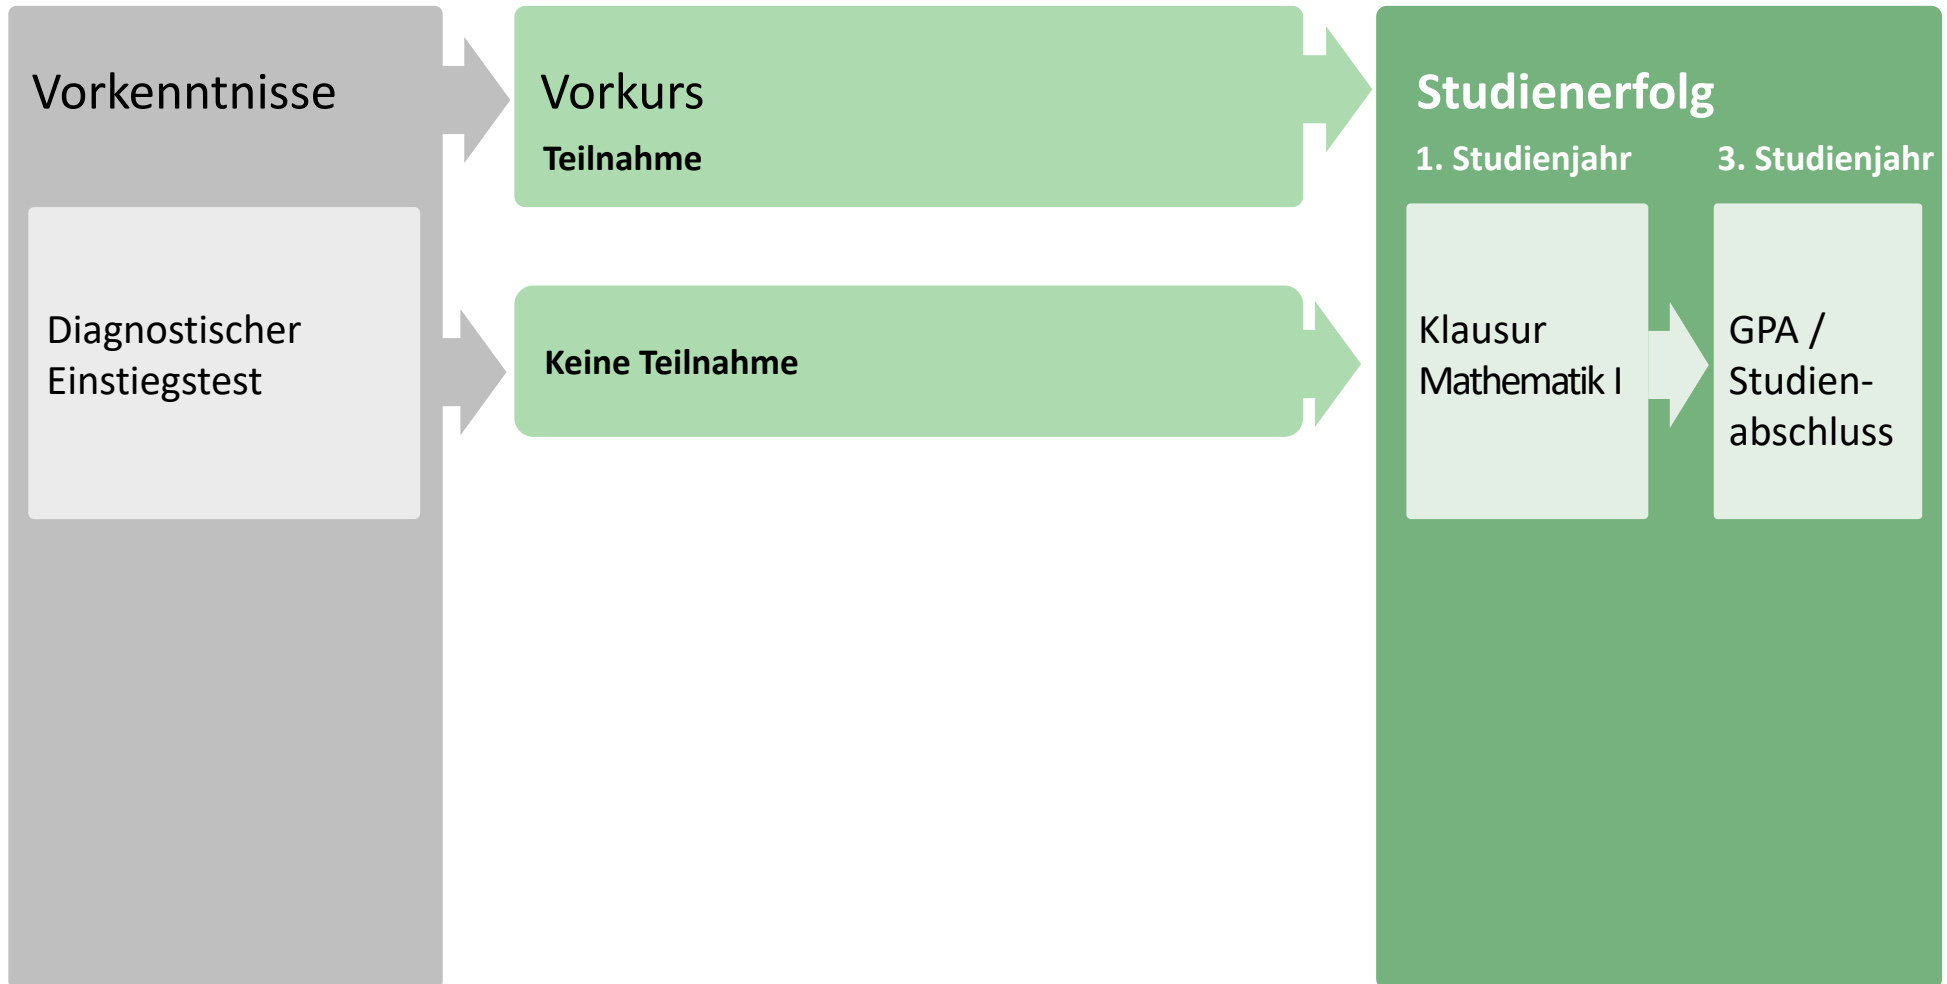 Vorkenntnisse
Diagnostischer
Einstiegstest
Vorkurs
Teilnahme
Keine Teilnahme
Studienerfolg
1. Studienjahr
3. Studienjahr
Klausur
Mathematik I
GPA /
Studien-
abschluss